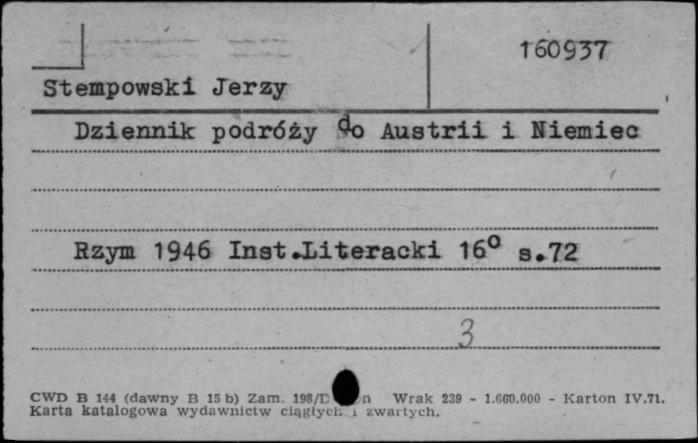 160937
Stempowski Jerzy
Dziennik podróży do Austrii i Niemiec
Rzym 1946 Inst.Literacki 16° s.72
3
CWD B 144 (dawny B 15 b) Zam. 198/D Wrak 239 - 1.660.000 - Karton IV.71.
Karta katalogowa wydawnictw ciągłych i zwartych.